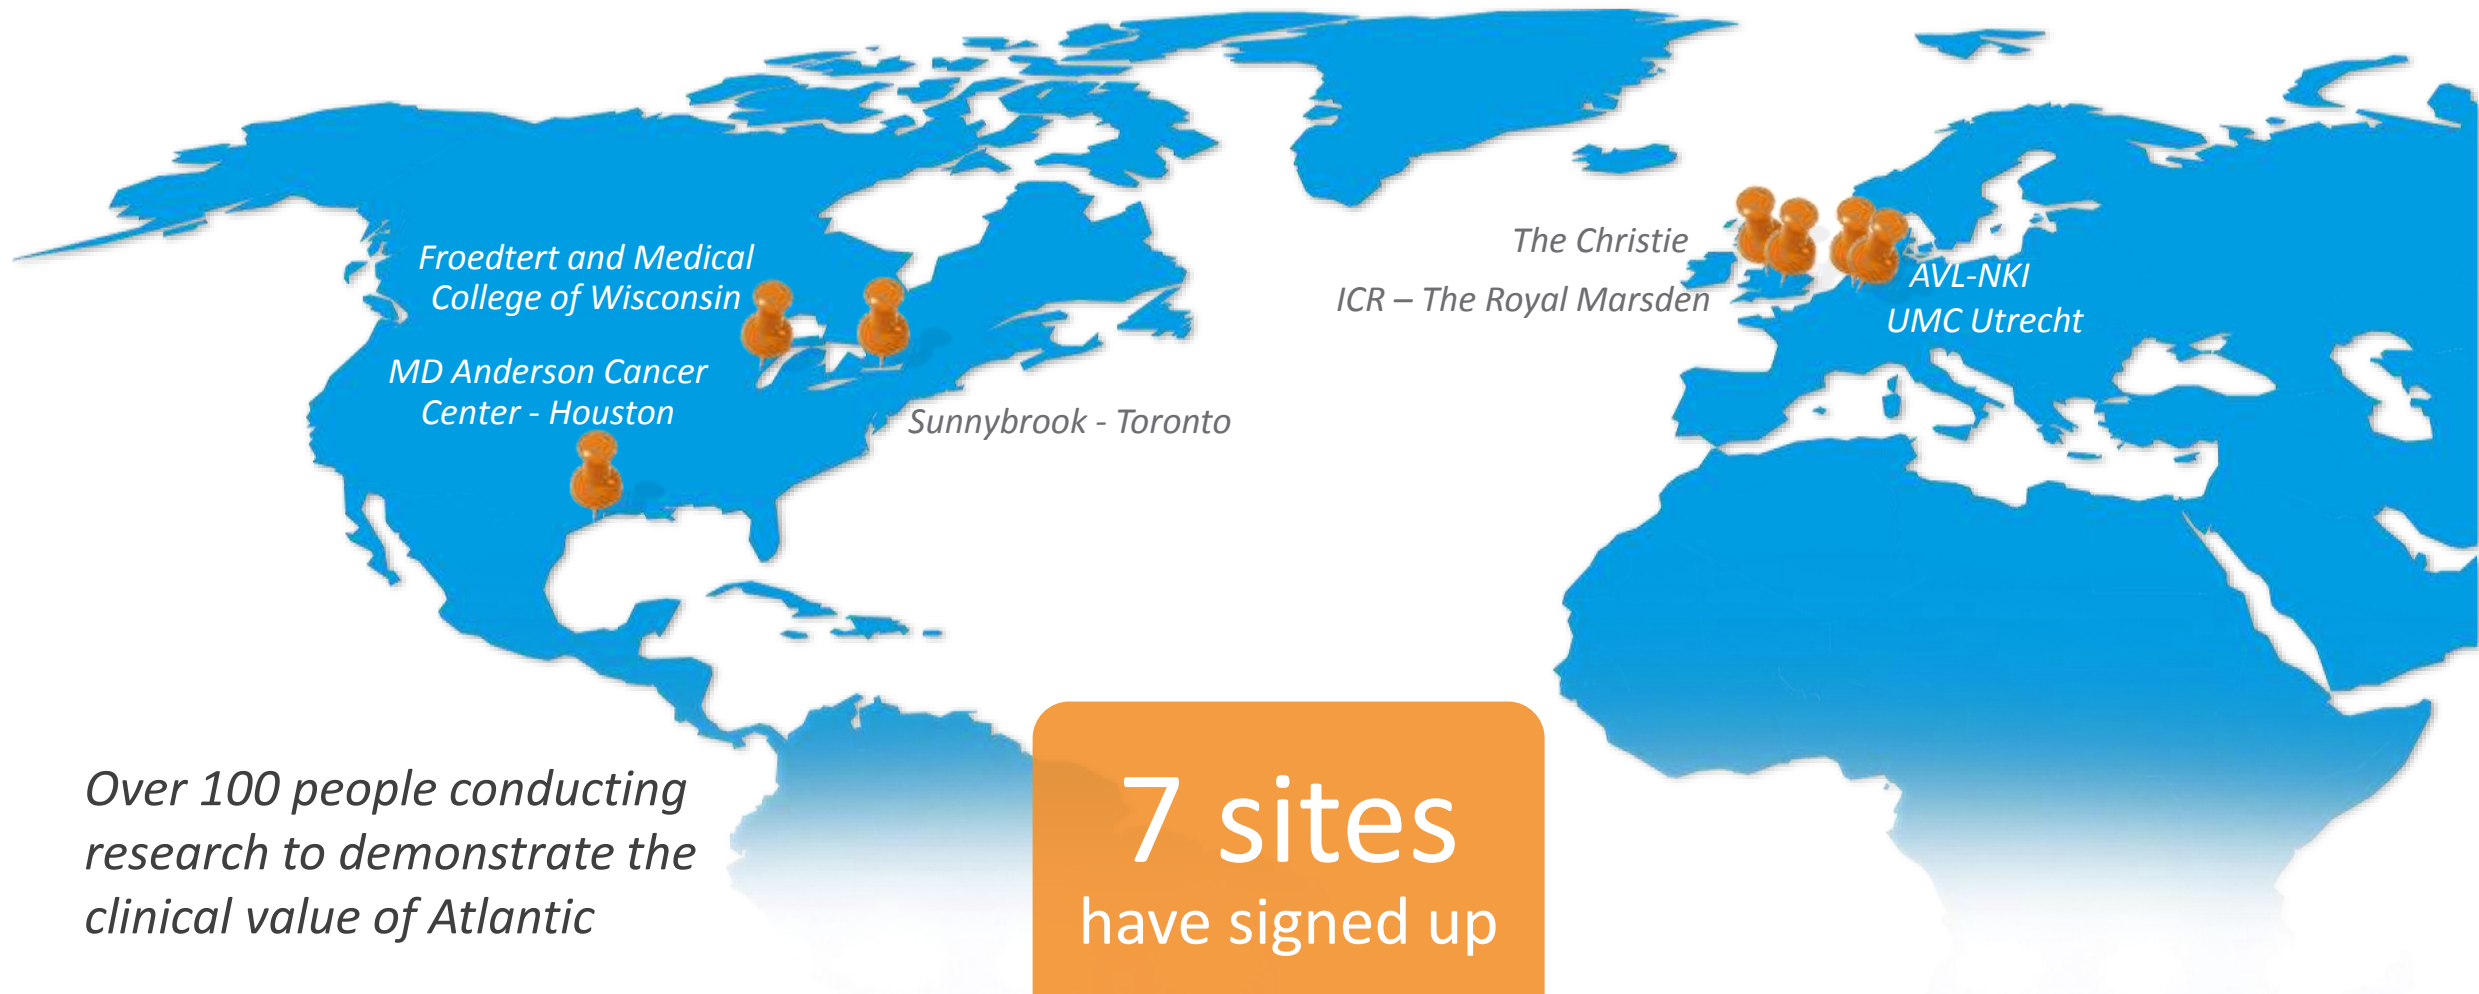 Froedtert and Medical
College of Wisconsin
MD Anderson Cancer
Center - Houston
Sunnybrook - Toronto
The Christie
ICR – The Royal Marsden
AVL-NKI
UMC Utrecht
Over 100 people conducting
research to demonstrate the
clinical value of Atlantic
7 sites
have signed up